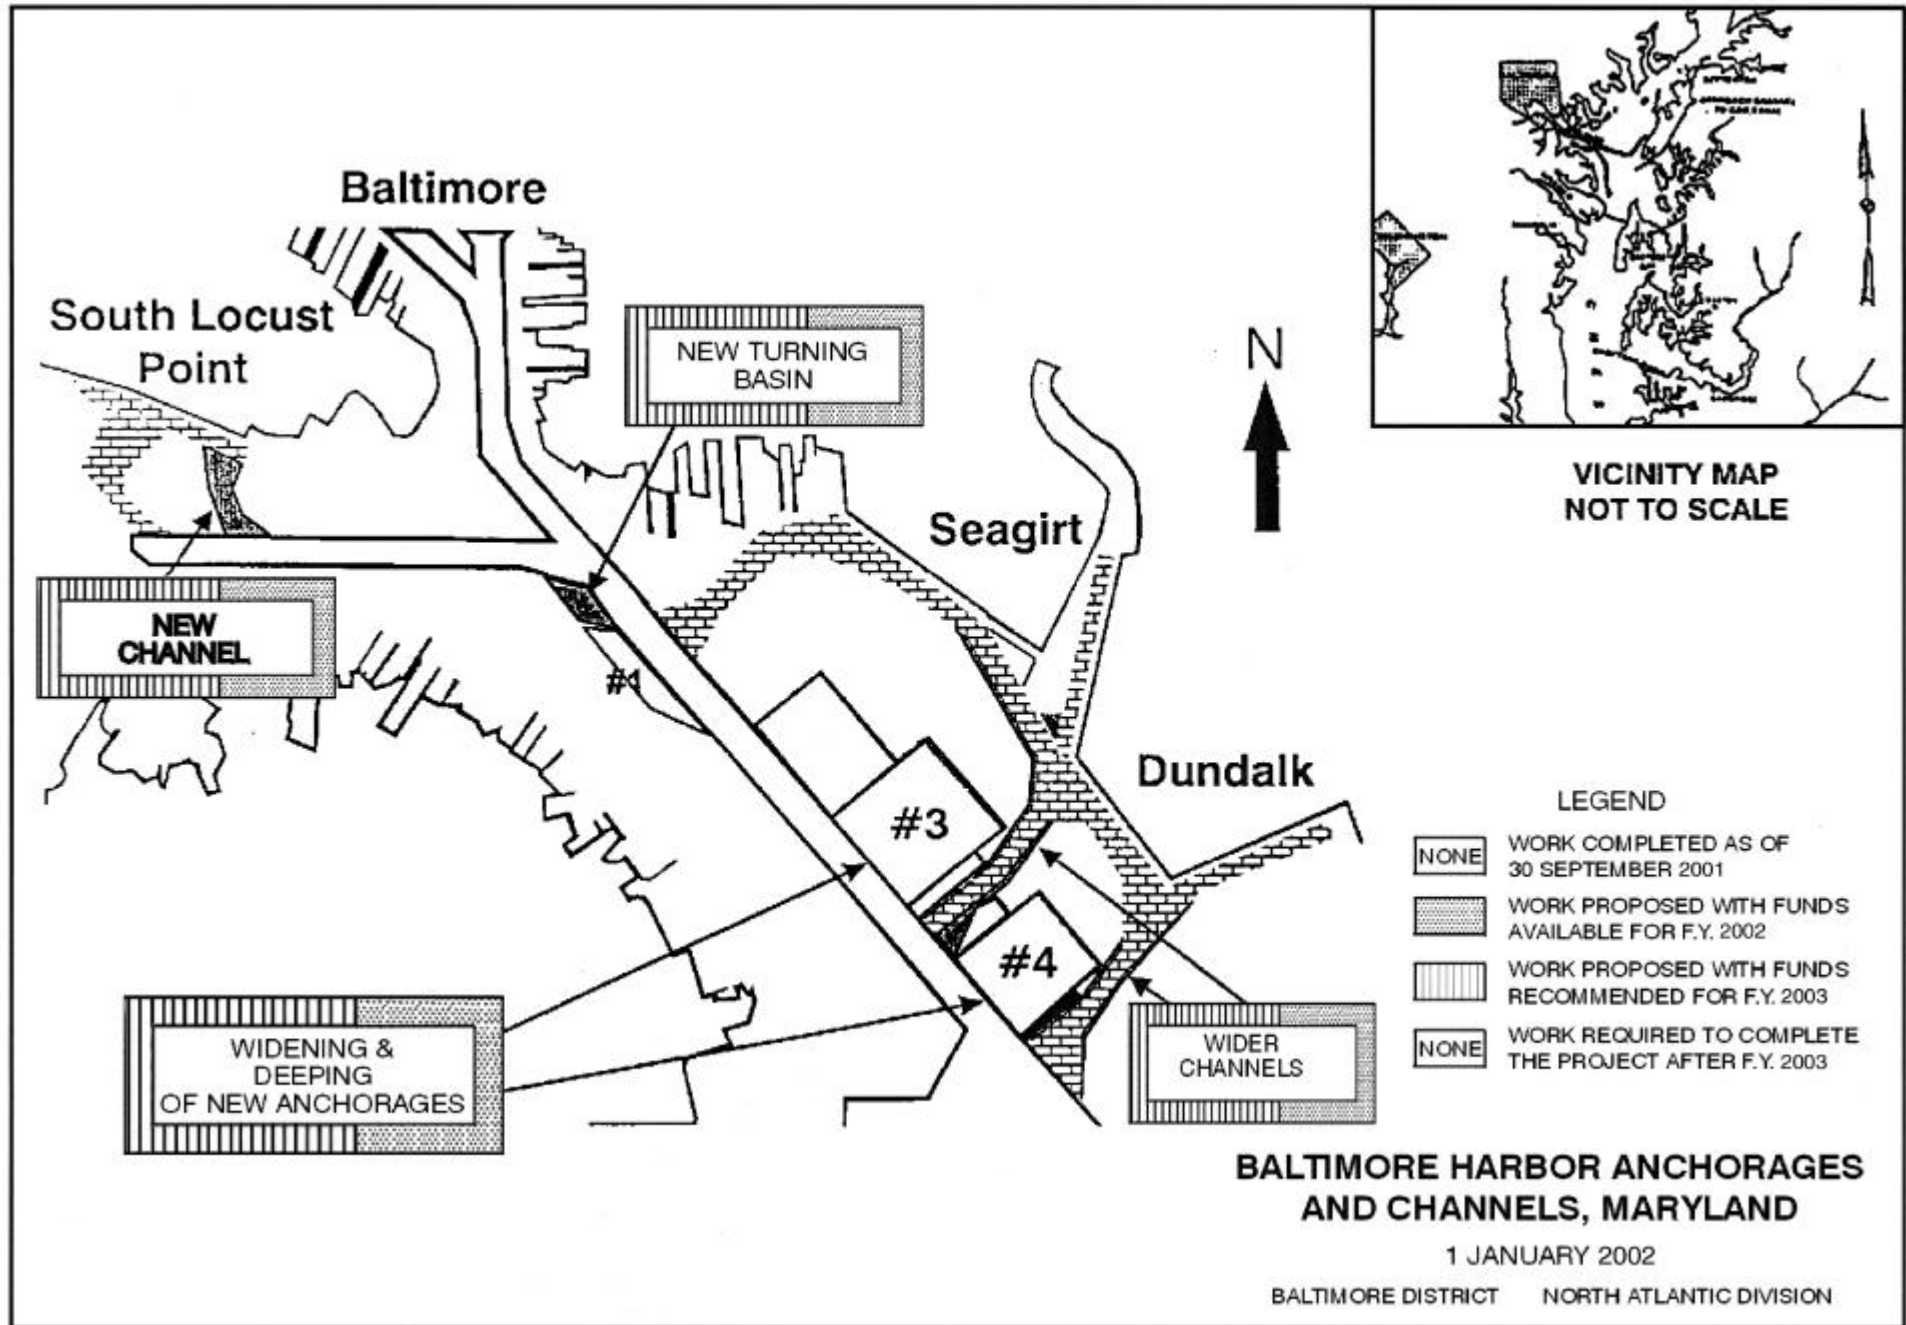 Baltimore
South Locust
Point
NEW TURNING
BASIN
N
Seagirt
VICINITY MAP
NOT TO SCALE
NEW
CHANNEL
#1
#3
Dundalk
#4
WIDENING &
DEEPING
OF NEW ANCHORAGES
WIDER
CHANNELS
LEGEND
NONE WORK COMPLETED AS OF
30 SEPTEMBER 2001
WORK PROPOSED WITH FUNDS
AVAILABLE FOR F.Y. 2002
WORK PROPOSED WITH FUNDS
RECOMMENDED FOR F.Y. 2003
NONE WORK REQUIRED TO COMPLETE
THE PROJECT AFTER F.Y. 2003
BALTIMORE HARBOR ANCHORAGES
AND CHANNELS, MARYLAND
1 JANUARY 2002
BALTIMORE DISTRICT NORTH ATLANTIC DIVISION